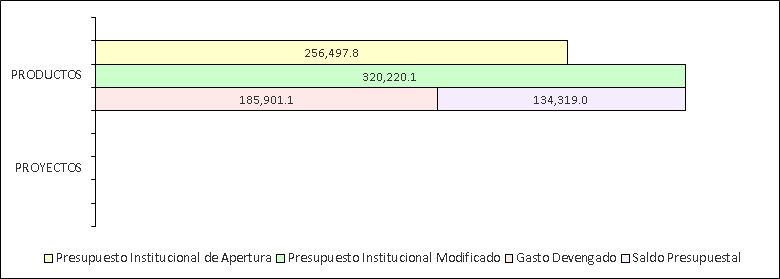 256,497.8
PRODUCTOS
320,220.1
185,901.1 134,319.0
PROYECTOS
Presupuesto Institucional de Apertura Presupuesto Institucional Modificado Gasto Devengado Saldo Presupuestal